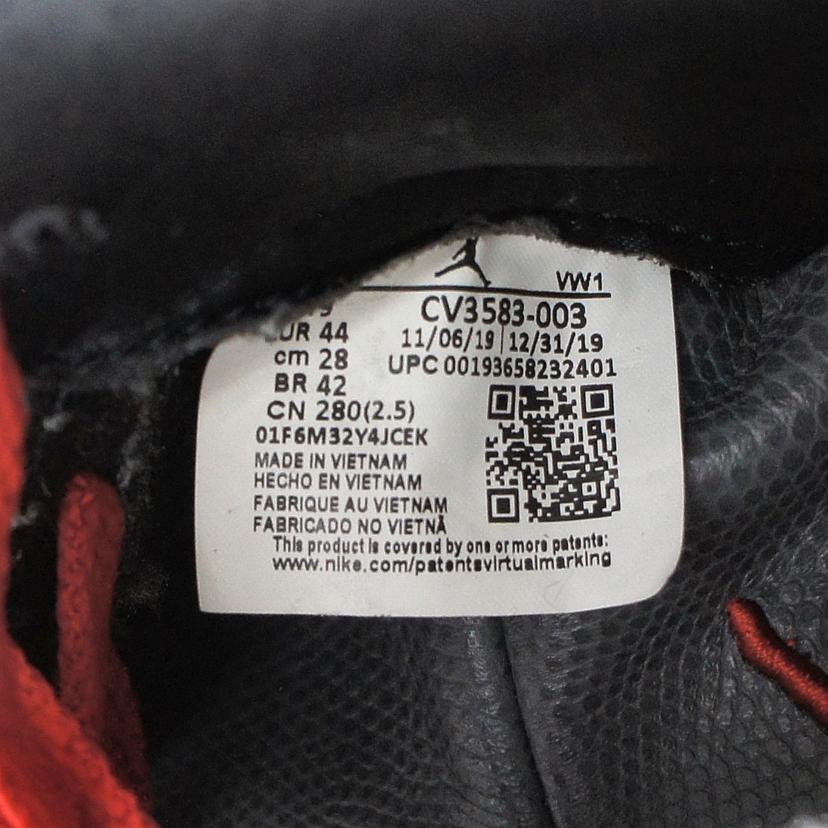 VW1
CV3583-003
11/06/19 12/31/19
UPC 00193658232401
EUR 44
cm 28
BR 42
CN 280(2.5)
01F6M32Y4JCEK
MADE IN VIETNAM
HECHO EN VIETNAM
FABRIQUE AU VIETNAM
FABRICADO NO VIETNÃ
This product is covered by one or more patents:
www.nike.com/patentsvirtualmarking